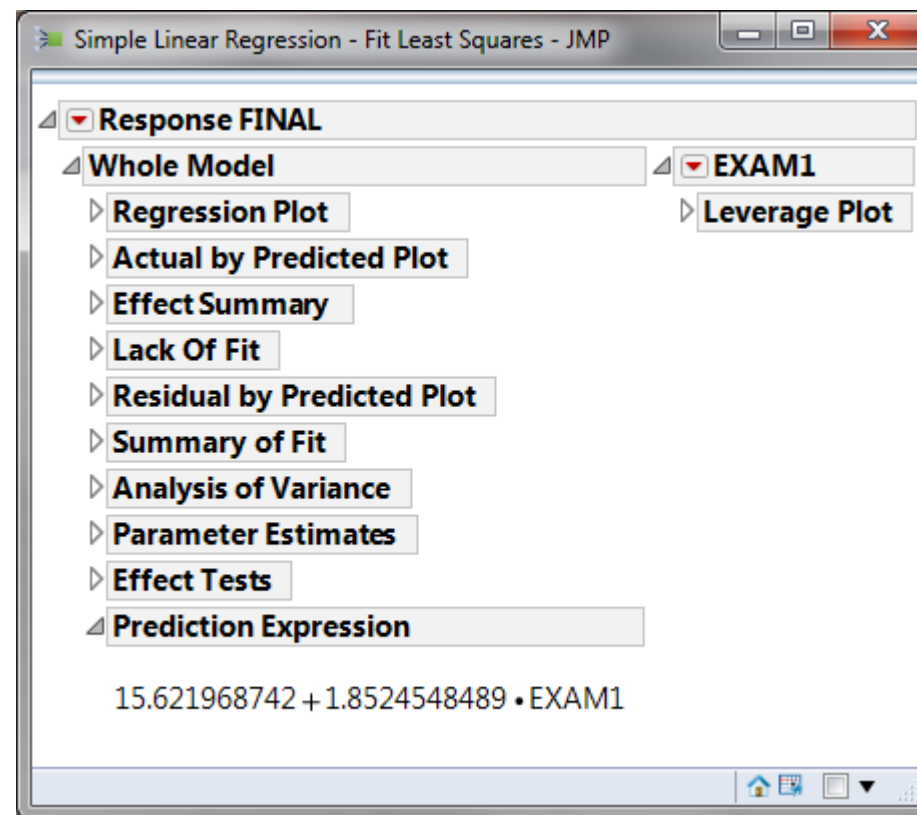 Simple Linear Regression - Fit Least Squares - JMP
Response FINAL
Whole Model
Regression Plot
Actual by Predicted Plot
Effect Summary
Lack Of Fit
Residual by Predicted Plot
Summary of Fit
Analysis of Variance
Parameter Estimates
Effect Tests
Prediction Expression
15.621968742 + 1.8524548489 • EXAM1
EXAM1
Leverage Plot